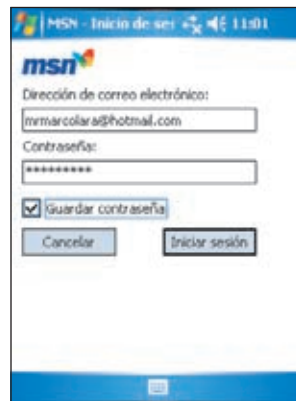 MSN - Inicio de ses 11:01
msn
Dirección de correo electrónico:
mrmarcolara@hotmail.com
Contraseña:
*********
Guardar contraseña
Cancelar Iniciar sesión